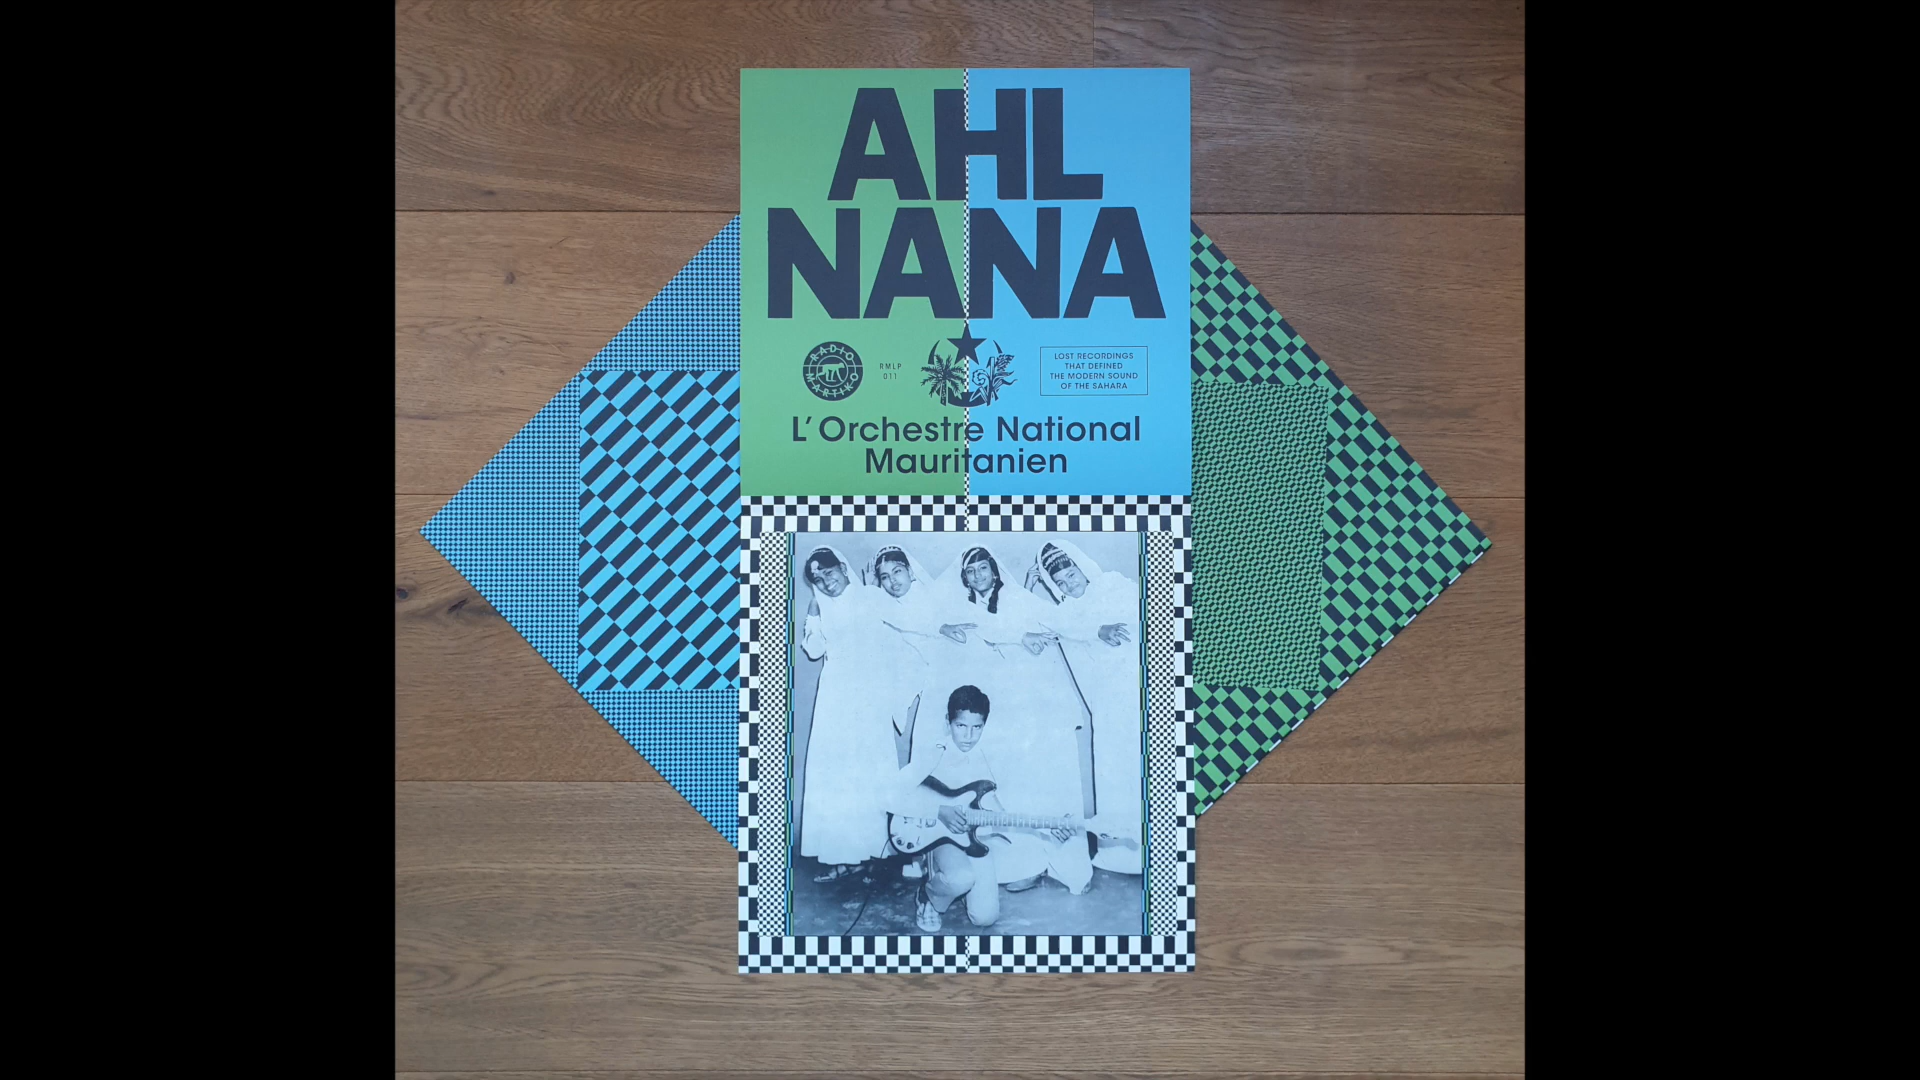 AHL
NANA
RADIO
MARTIKO
RMLP
011
LOST RECORDINGS
THAT DEFINED
THE MODERN SOUND
OF THE SAHARA
L'Orchestre National
Mauritanien